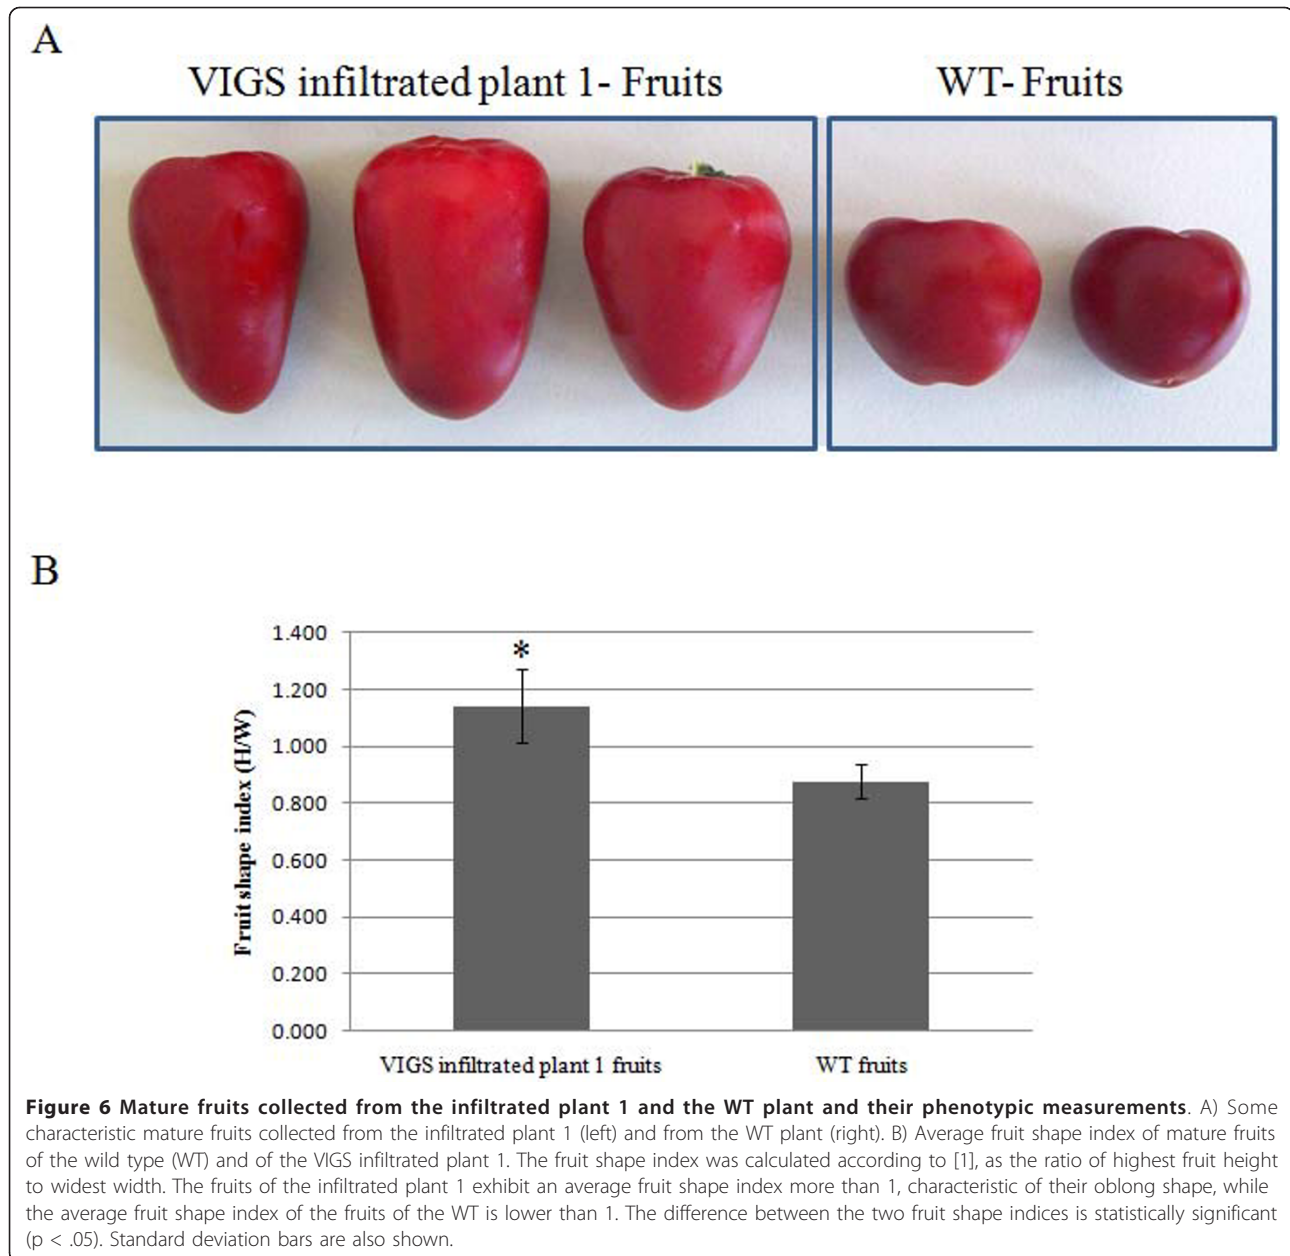 A
VIGS infiltrated plant 1- Fruits
WT- Fruits
B
1.400
1.200
1.000
0.800
0.600
0.400
0.200
0.000
Fruit shape index (H/W)
*
VIGS infiltrated plant 1 fruits
WT fruits
Figure 6 Mature fruits collected from the infiltrated plant 1 and the WT plant and their phenotypic measurements. A) Some
characteristic mature fruits collected from the infiltrated plant 1 (left) and from the WT plant (right). B) Average fruit shape index of mature fruits
of the wild type (WT) and of the VIGS infiltrated plant 1. The fruit shape index was calculated according to [1], as the ratio of highest fruit height
to widest width. The fruits of the infiltrated plant 1 exhibit an average fruit shape index more than 1, characteristic of their oblong shape, while
the average fruit shape index of the fruits of the WT is lower than 1. The difference between the two fruit shape indices is statistically significant
(p < .05). Standard deviation bars are also shown.